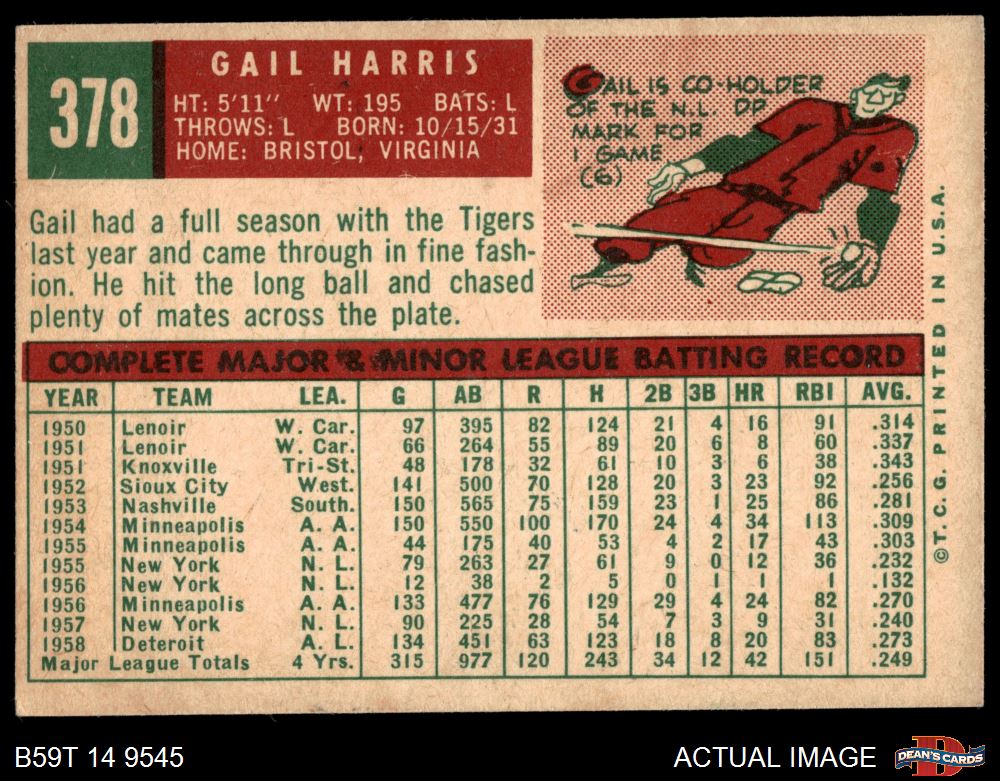 378
GAIL HARRIS
HT: 5'11" WT: 195 BATS: L
THROWS: L BORN: 10/15/31
HOME: BRISTOL, VIRGINIA
GAIL IS CO-HOLDER
OF THE N.L. DP
MARK FOR
1 GAME
(6)
Gail had a full season with the Tigers
last year and came through in fine fash-
ion. He hit the long ball and chased
plenty of mates across the plate.
COMPLETE MAJOR & MINOR LEAGUE BATTING RECORD
YEAR TEAM LEA. G AB R H 2B 3B HR RBI AVG.
1950 Lenoir W. Car. 97 395 82 124 21 4 16 91 .314
1951 Lenoir W. Car. 66 264 55 89 20 6 8 60 .337
1951 Knoxville Tri-St. 48 178 32 61 10 3 6 38 .343
1952 Sioux City West. 141 500 70 128 20 3 23 92 .256
1953 Nashville South. 150 565 75 159 23 1 25 86 .281
1954 Minneapolis A. A. 150 550 100 170 24 4 34 113 .309
1955 Minneapolis A. A. 44 175 40 53 4 2 17 43 .303
1955 New York N. L. 79 263 27 61 9 0 12 36 .232
1956 New York N. L. 12 38 2 5 0 1 1 1 .132
1956 Minneapolis A. A. 133 477 76 129 29 4 24 82 .270
1957 New York N. L. 90 225 28 54 7 3 9 31 .240
1958 Detroit A. L. 134 451 63 123 18 8 20 83 .273
Major League Totals 4 Yrs. 315 977 120 243 34 12 42 151 .249
©T. C. G. PRINTED IN U.S.A.
B59T 14 9545
ACTUAL IMAGE
D
DEAN'S CARDS